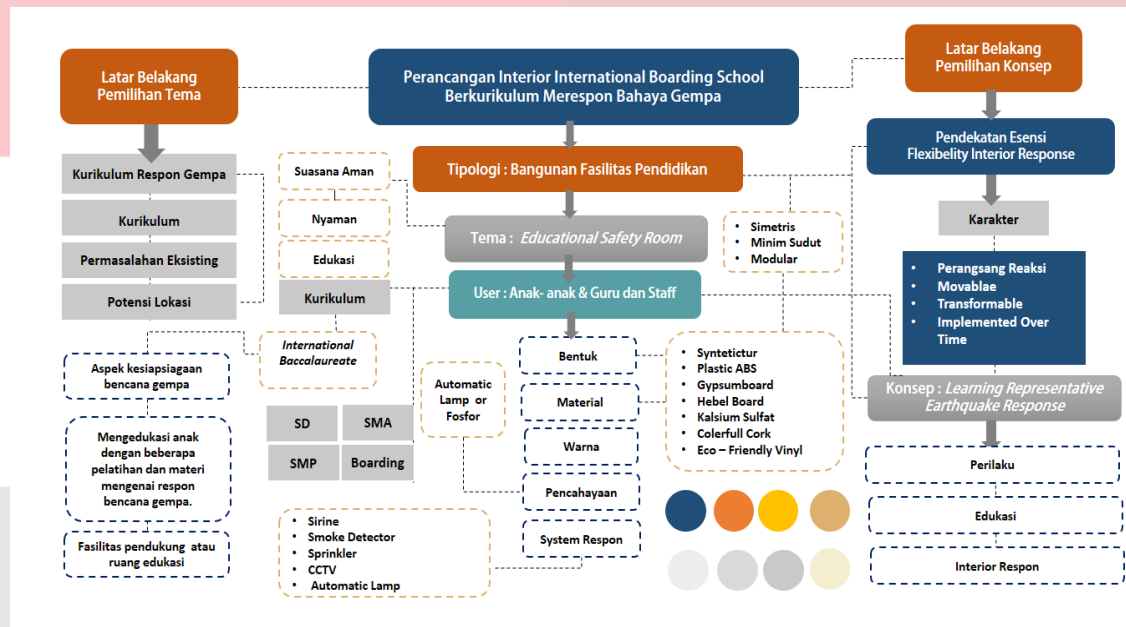 Latar Belakang
Pemilihan Tema
Perancangan Interior International Boarding School
Berkurikulum Merespon Bahaya Gempa
Latar Belakang
Pemilihan Konsep
Kurikulum Respon Gempa
Kurikulum
Permasalahan Eksisting
Potensi Lokasi
Aspek kesiapsiagaan
bencana gempa
Mengedukasi anak
dengan beberapa
pelatihan dan materi
mengenai respon
bencana gempa.
Fasilitas pendukung atau
ruang edukasi
Suasana Aman
Nyaman
Edukasi
Kurikulum
International
Baccalaureate
SD
SMA
SMP
Boarding
Tipologi : Bangunan Fasilitas Pendidikan
Tema : Educational Safety Room
User : Anak- anak & Guru dan Staff
Bentuk
Material
Warna
Pencahayaan
System Respon
Automatic
Lamp or
Fosfor
• Sirine
• Smoke Detector
• Sprinkler
• CCTV
• Automatic Lamp
• Simetris
• Minim Sudut
• Modular
• Syntetictur
• Plastic ABS
• Gypsumboard
• Hebel Board
• Kalsium Sulfat
• Colerfull Cork
• Eco – Friendly Vinyl
Pendekatan Esensi
Flexibelity Interior Response
Karakter
• Perangsang Reaksi
• Movablae
• Transformable
• Implemented Over
Time
Konsep : Learning Representative
Earthquake Response
Perilaku
Edukasi
Interior Respon